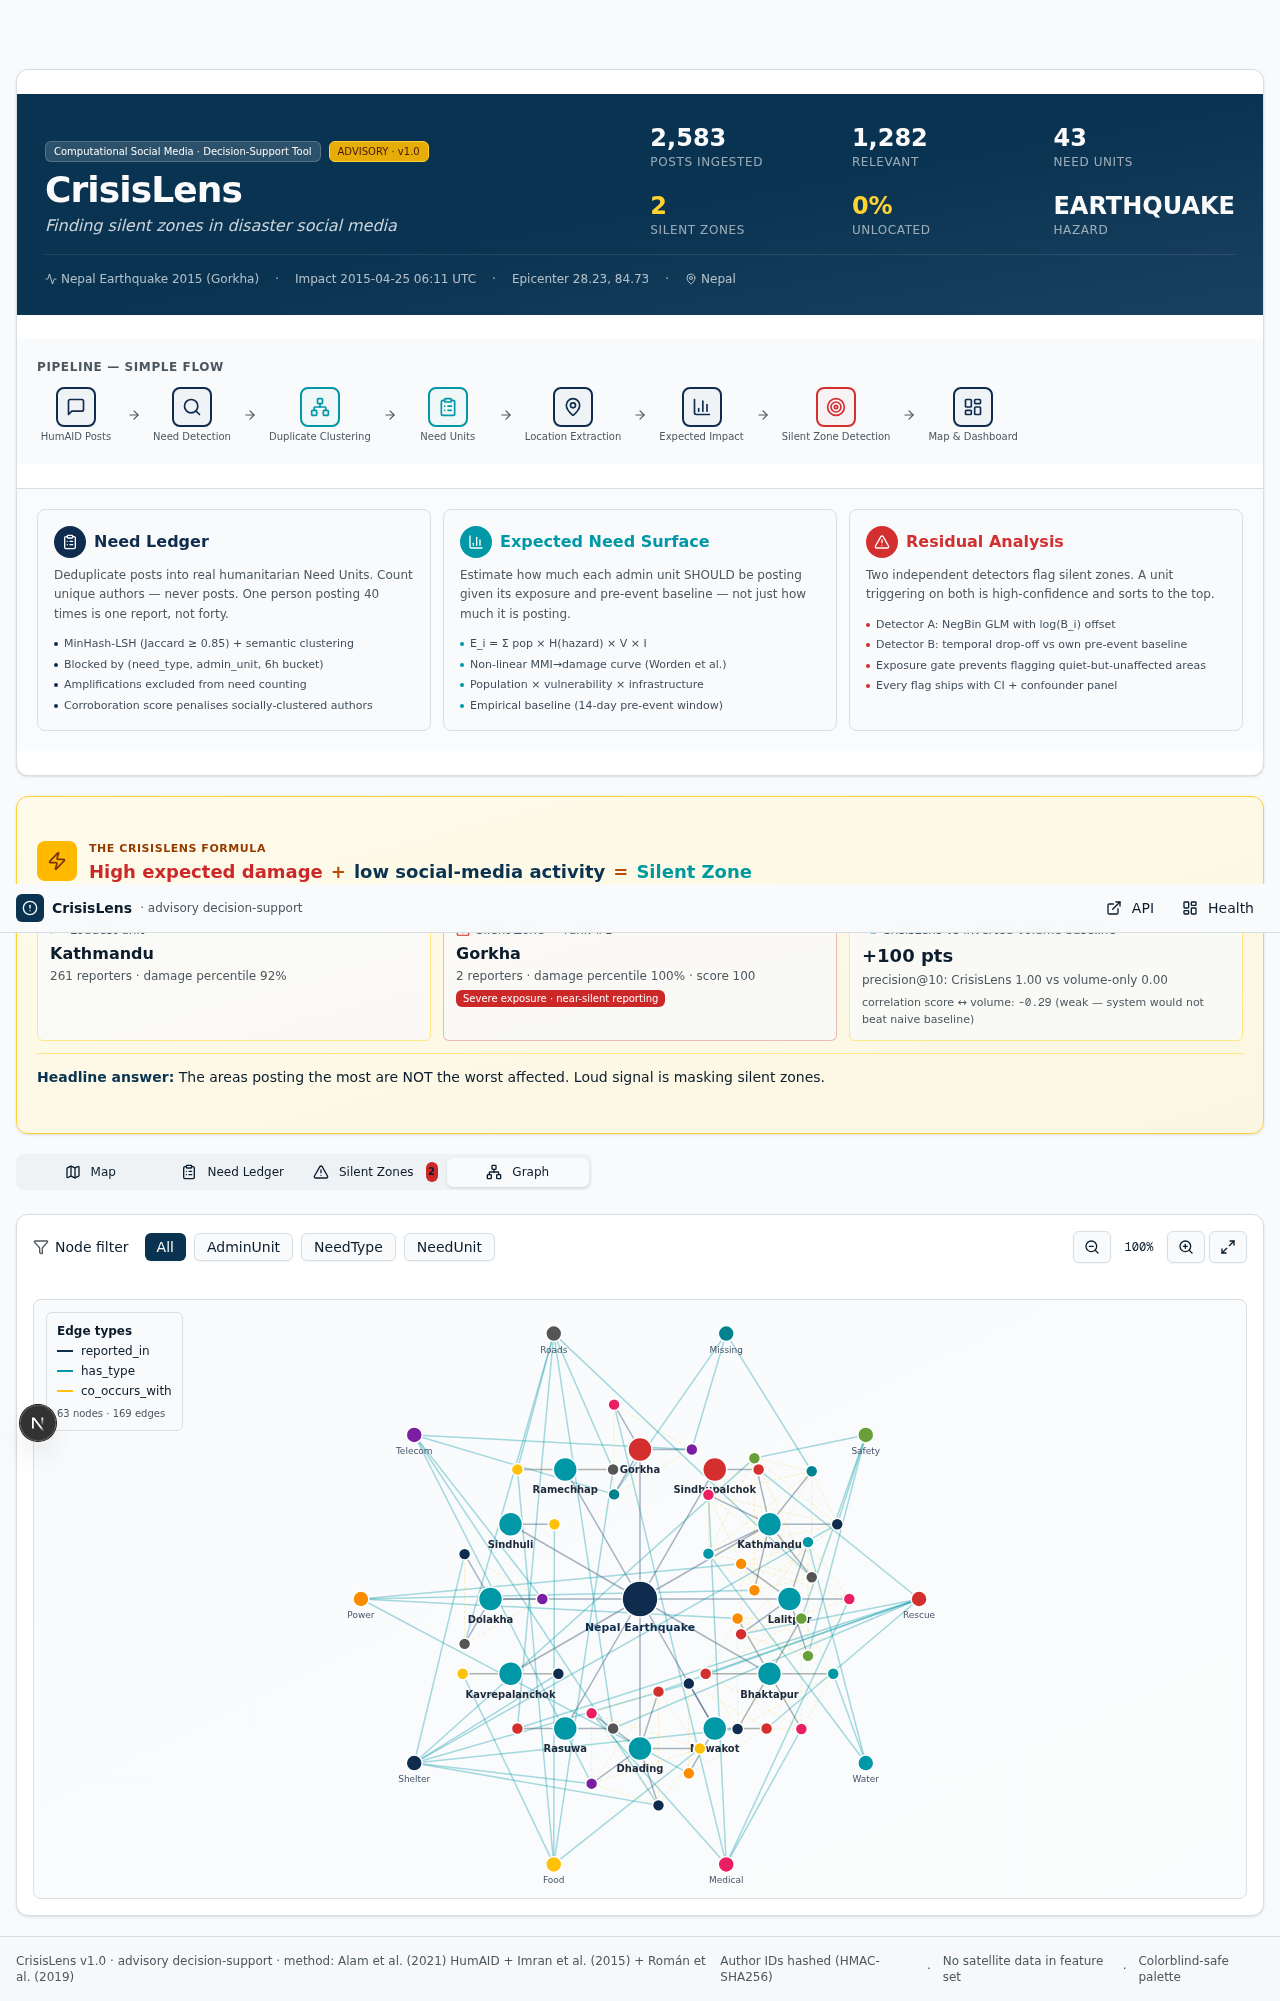 Computational Social Media · Decision-Support Tool
ADVISORY · v1.0
CrisisLens
Finding silent zones in disaster social media
2,583
POSTS INGESTED
1,282
RELEVANT
43
NEED UNITS
2
SILENT ZONES
0%
UNLOCATED
EARTHQUAKE
HAZARD
Nepal Earthquake 2015 (Gorkha) · Impact 2015-04-25 06:11 UTC · Epicenter 28.23, 84.73 · Nepal
PIPELINE — SIMPLE FLOW
HumAID Posts
Need Detection
Duplicate Clustering
Need Units
Location Extraction
Expected Impact
Silent Zone Detection
Map & Dashboard
Need Ledger
Deduplicate posts into real humanitarian Need Units. Count
unique authors — never posts. One person posting 40
times is one report, not forty.
• MinHash-LSH (Jaccard ≥ 0.85) + semantic clustering
• Blocked by (need_type, admin_unit, 6h bucket)
• Amplifications excluded from need counting
• Corroboration score penalises socially-clustered authors
Expected Need Surface
Estimate how much each admin unit SHOULD be posting
given its exposure and pre-event baseline — not just how
much it is posting.
• E_i = Σ pop × H(hazard) × V × I
• Non-linear MMI→damage curve (Worden et al.)
• Population × vulnerability × infrastructure
• Empirical baseline (14-day pre-event window)
Residual Analysis
Two independent detectors flag silent zones. A unit
triggering on both is high-confidence and sorts to the top.
• Detector A: NegBin GLM with log(B_i) offset
• Detector B: temporal drop-off vs own pre-event baseline
• Exposure gate prevents flagging quiet-but-unaffected areas
• Every flag ships with CI + confounder panel
THE CRISISLENS FORMULA
High expected damage + low social-media activity = Silent Zone
CrisisLens · advisory decision-support
API
Health
Kathmandu
261 reporters · damage percentile 92%
Gorkha
2 reporters · damage percentile 100% · score 100
Severe exposure · near-silent reporting
+100 pts
precision@10: CrisisLens 1.00 vs volume-only 0.00
correlation score ↔ volume: -0.29 (weak — system would not
beat naive baseline)
Headline answer: The areas posting the most are NOT the worst affected. Loud signal is masking silent zones.
Map
Need Ledger
Silent Zones
2
Graph
Node filter
All
AdminUnit
NeedType
NeedUnit
100%
Edge types
reported_in
has_type
co_occurs_with
63 nodes · 169 edges
N
Roads
Missing
Telecom
Safety
Gorkha
Ramechhap
Sindhupalchok
Sindhuli
Kathmandu
Power
Dolakha
Nepal Earthquake
Lalitpur
Rescue
Kavrepalanchok
Bhaktapur
Rasuwa
Dhading
Shelter
Water
Food
Medical
CrisisLens v1.0 · advisory decision-support · method: Alam et al. (2021) HumAID + Imran et al. (2015) + Román et
al. (2019)
Author IDs hashed (HMAC-
SHA256)
·
No satellite data in feature
set
·
Colorblind-safe
palette